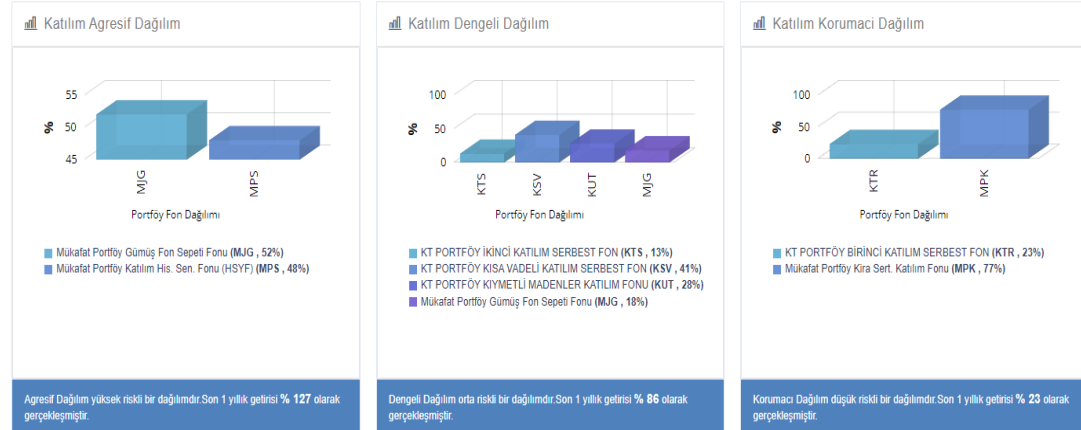 Katılım Agresif Dağılım
55
50
45
%
MJG
MPS
Portföy Fon Dağılımı
Mükafat Portföy Gümüş Fon Sepeti Fonu (MJG , 52%)
Mükafat Portföy Katılım His. Sen. Fonu (HSYF) (MPS , 48%)
Agresif Dağılım yüksek riskli bir dağılımdır.Son 1 yıllık getirisi % 127 olarak
gerçekleşmiştir.
Katılım Dengeli Dağılım
100
50
0
%
KTS
KSV
KUT
MJG
Portföy Fon Dağılımı
KT PORTFÖY İKİNCİ KATILIM SERBEST FON (KTS , 13%)
KT PORTFÖY KISA VADELİ KATILIM SERBEST FON (KSV , 41%)
KT PORTFÖY KIYMETLİ MADENLER KATILIM FONU (KUT , 28%)
Mükafat Portföy Gümüş Fon Sepeti Fonu (MJG , 18%)
Dengeli Dağılım orta riskli bir dağılımdır.Son 1 yıllık getirisi % 86 olarak
gerçekleşmiştir.
Katılım Korumaci Dağılım
100
50
0
%
KTR
MPK
Portföy Fon Dağılımı
KT PORTFÖY BİRİNCİ KATILIM SERBEST FON (KTR , 23%)
Mükafat Portföy Kira Sert. Katılım Fonu (MPK , 77%)
Korumacı Dağılım düşük riskli bir dağılımdır.Son 1 yıllık getirisi % 23 olarak
gerçekleşmiştir.